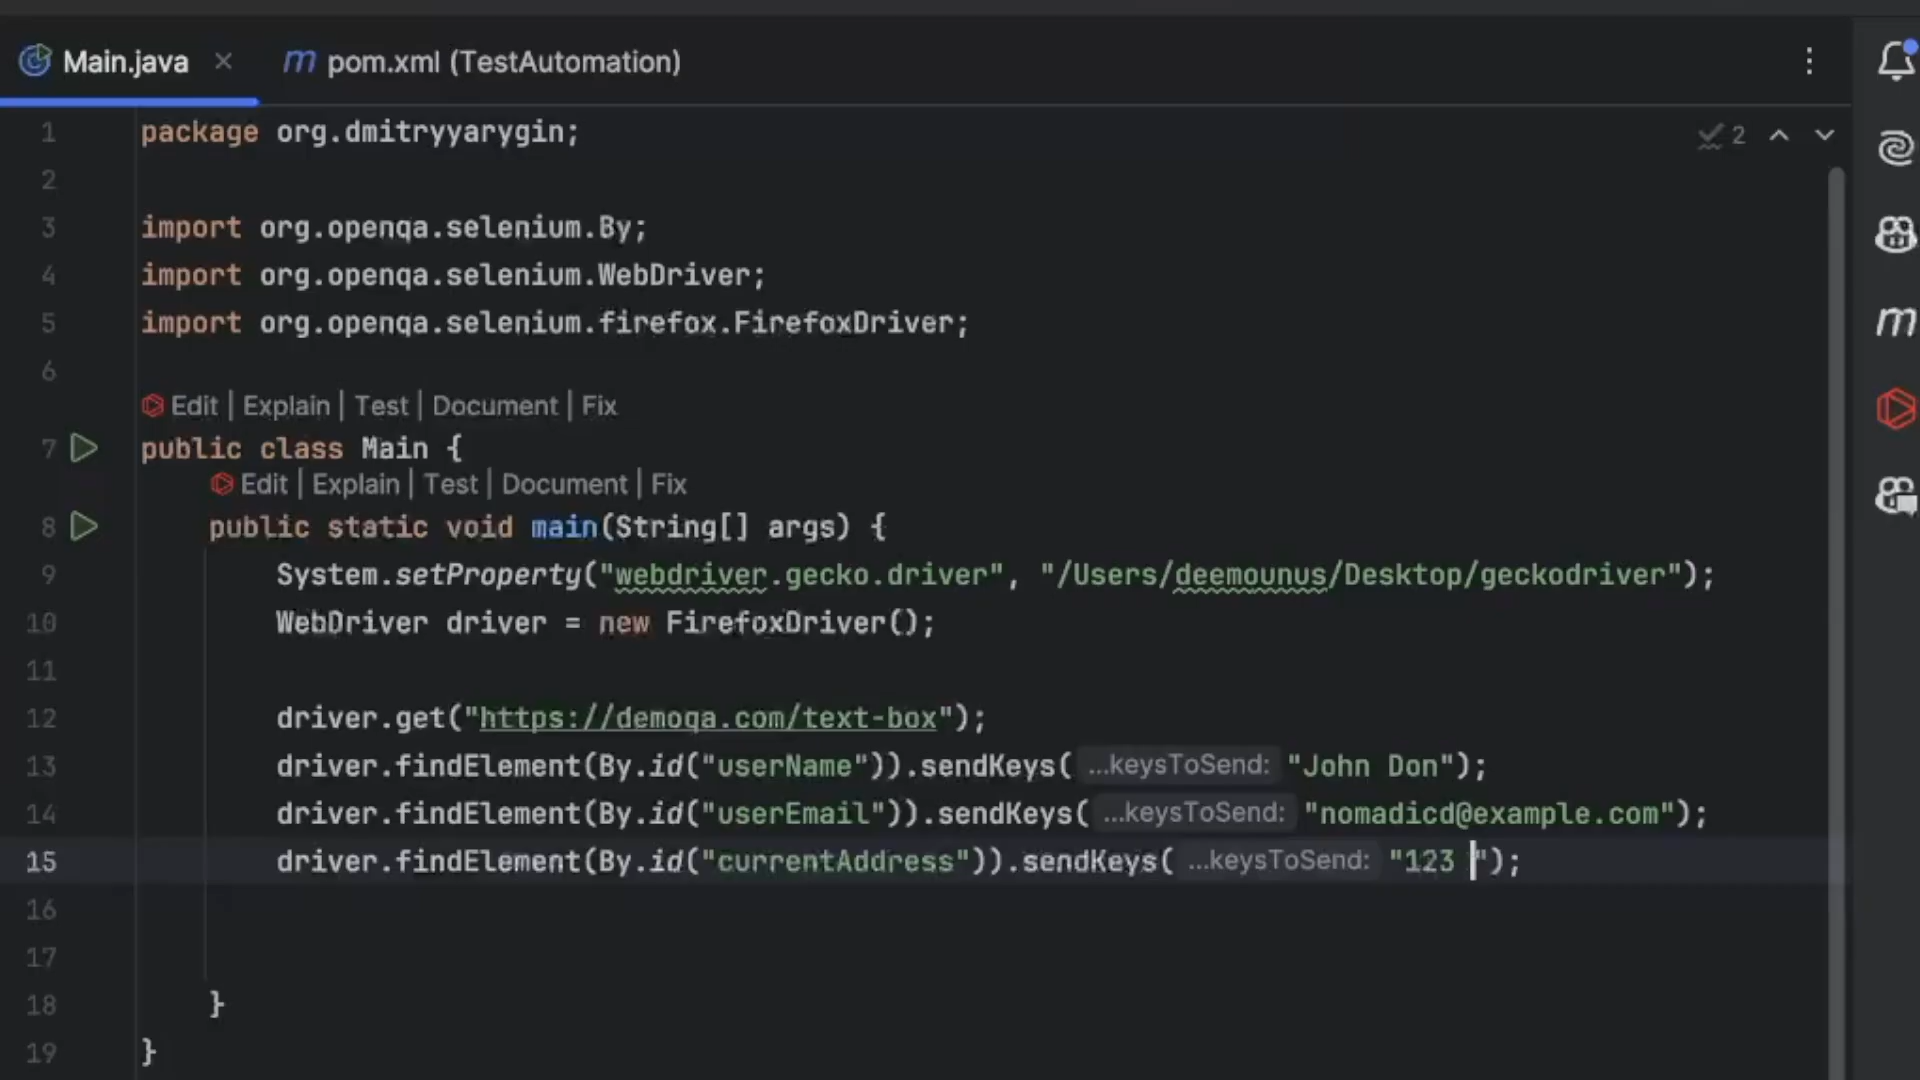 Main.java × m pom.xml (TestAutomation)
1 package org.dmitryyarygin; 2
2
3 import org.openqa.selenium.By;
4 import org.openqa.selenium.WebDriver;
5 import org.openqa.selenium.firefox.FirefoxDriver;
6
Edit | Explain | Test | Document | Fix
7 public class Main {
Edit | Explain | Test | Document | Fix
8 public static void main(String[] args) {
9 System.setProperty("webdriver.gecko.driver", "/Users/deemounus/Desktop/geckodriver");
10 WebDriver driver = new FirefoxDriver();
11
12 driver.get("https://demoqa.com/text-box");
13 driver.findElement(By.id("userName")).sendKeys( ...keysToSend: "John Don");
14 driver.findElement(By.id("userEmail")).sendKeys( ...keysToSend: "nomadicd@example.com");
15 driver.findElement(By.id("currentAddress")).sendKeys( ...keysToSend: "123 ");
16
17
18 }
19 }
m